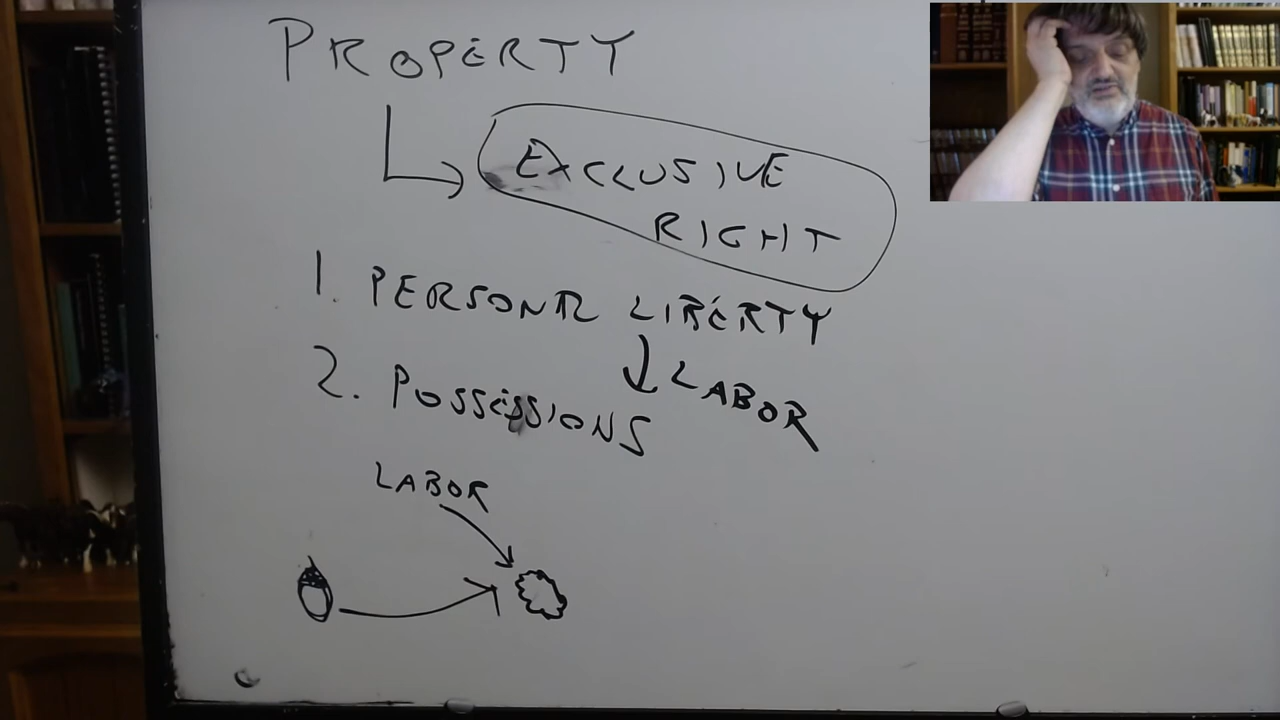 PROPERTY
EXCLUSIVE
RIGHT
1. PERSONAL LIBERTY
LABOR
2. POSSESSIONS
LABOR